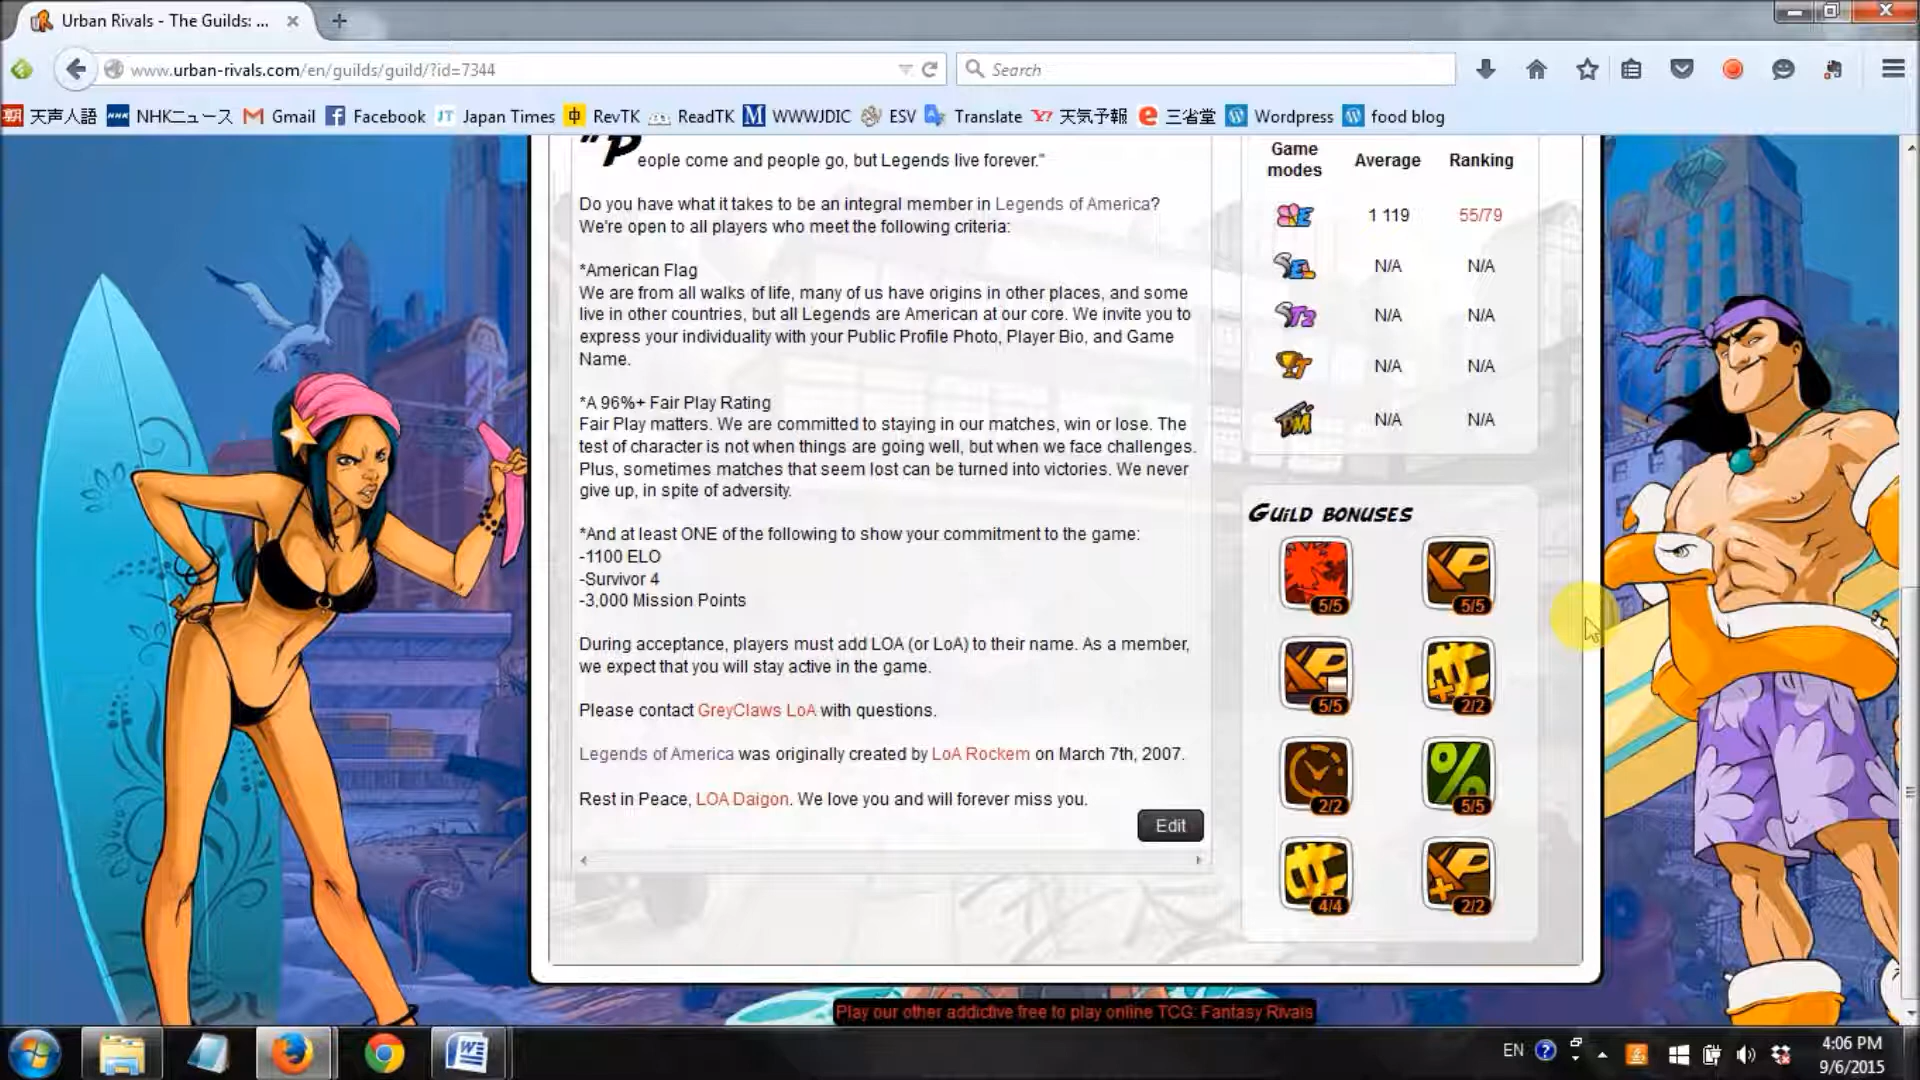 Urban Rivals - The Guilds: ...
www.urban-rivals.com/en/guilds/guild/?id=7344
Search
天声人語 NHKニュース Gmail Facebook Japan Times RevTK ReadTK WWWJDIC ESV Translate 天気予報 三省堂 Wordpress food blog
"People come and people go, but Legends live forever."
Do you have what it takes to be an integral member in Legends of America?
We're open to all players who meet the following criteria:
*American Flag
We are from all walks of life, many of us have origins in other places, and some
live in other countries, but all Legends are American at our core. We invite you to
express your individuality with your Public Profile Photo, Player Bio, and Game
Name.
*A 96%+ Fair Play Rating
Fair Play matters. We are committed to staying in our matches, win or lose. The
test of character is not when things are going well, but when we face challenges.
Plus, sometimes matches that seem lost can be turned into victories. We never
give up, in spite of adversity.
*And at least ONE of the following to show your commitment to the game:
-1100 ELO
-Survivor 4
-3,000 Mission Points
During acceptance, players must add LOA (or LoA) to their name. As a member,
we expect that you will stay active in the game.
Please contact GreyClaws LoA with questions.
Legends of America was originally created by LoA Rockem on March 7th, 2007.
Rest in Peace, LOA Daigon. We love you and will forever miss you.
Edit
Game modes Average Ranking
1 119 55/79
N/A N/A
N/A N/A
N/A N/A
DM N/A N/A
GUILD BONUSES
5/5 XP 5/5
XP 5/5 2/2
2/2 % 5/5
4/4 XP 2/2
Play our other addictive free to play online TCG: Fantasy Rivals
EN
4:06 PM
9/6/2015